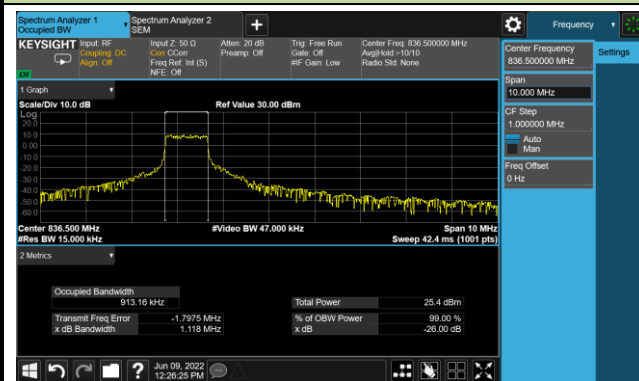 Spectrum Analyzer 1
Occupied BW
Spectrum Analyzer 2
SEM
Frequency
KEYSIGHT
Input: RF
Coupling: DC
Align: Off
Input Z: 50 Ω
Corr CCorr
Freq Ref: Int (S)
NFE: Off
Atten: 20 dB
Preamp: Off
Trig: Free Run
Gate: Off
#IF Gain: Low
Center Freq: 836.500000 MHz
Avg|Hold:>10/10
Radio Std: None
Center Frequency
836.500000 MHz
Settings
Span
10.000 MHz
CF Step
1.000000 MHz
Auto
Man
Freq Offset
0 Hz
1 Graph
Scale/Div 10.0 dB
Ref Value 30.00 dBm
Log
20.0
10.0
0.00
-10.0
-20.0
-30.0
-40.0
-50.0
-60.0
Center 836.500 MHz
#Video BW 47.000 kHz
Span 10 MHz
#Res BW 15.000 kHz
Sweep 42.4 ms (1001 pts)
2 Metrics
Occupied Bandwidth
913.16 kHz
Total Power
25.4 dBm
Transmit Freq Error
-1.7975 MHz
% of OBW Power
99.00 %
x dB Bandwidth
1.118 MHz
x dB
-26.00 dB
?
Jun 09, 2022
12:26:25 PM